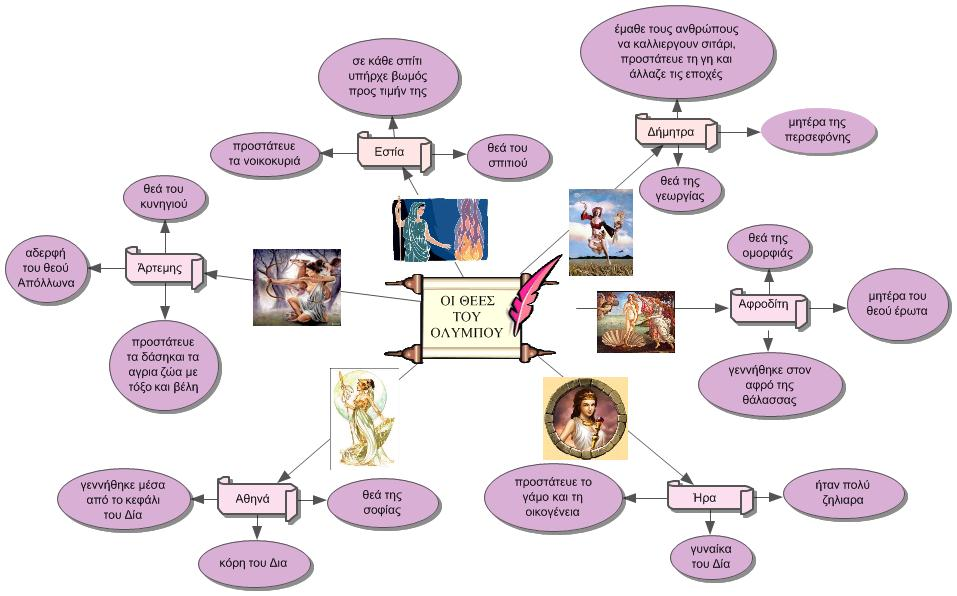 έμαθε τους ανθρώπους
να καλλιεργουν σιτάρι,
προστάτευε τη γη και
άλλαζε τις εποχές
σε κάθε σπίτι
υπήρχε βωμός
προς τιμήν της
Δήμητρα
μητέρα της
περσεφόνης
προστάτευε
τα νοικοκυριά
Εστία
θεά του
σπιτιού
θεά της
γεωργίας
θεά του
κυνηγιού
αδερφή
του θεού
Απόλλωνα
Άρτεμης
προστάτευε
τα δάσηκαι τα
αγρια ζώα με
τόξο και βέλη
ΟΙ ΘΕΕΣ
ΤΟΥ
ΟΛΥΜΠΟΥ
θεά της
ομορφιάς
Αφροδίτη
μητέρα του
θεού έρωτα
γεννήθηκε στον
αφρό της
θάλασσας
γεννήθηκε μέσα
από το κεφάλι
του Δία
Αθηνά
θεά της
σοφίας
κόρη του Δια
προστάτευε το
γάμο και τη
οικογένεια
Ήρα
ήταν πολύ
ζηλιαρα
γυναίκα
του Δία